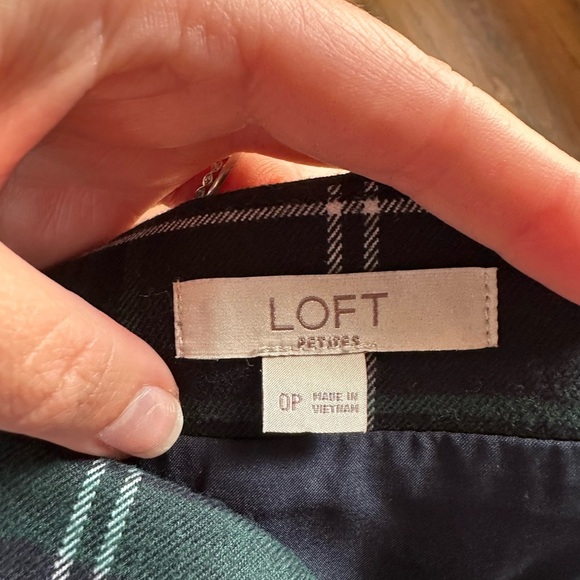 LOFT
PETITES
0P MADE IN
VIETNAM